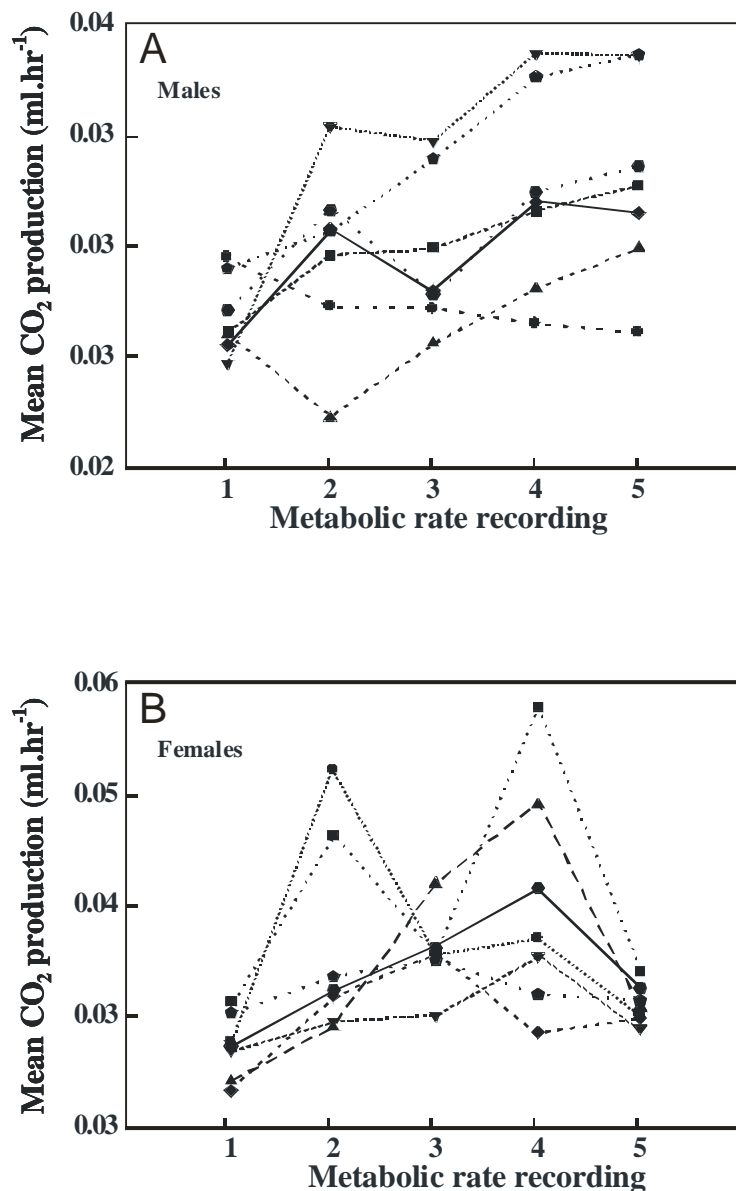 A
Males
Mean CO₂ production (ml.hr⁻¹)
0.04
0.03
0.03
0.03
0.02
1 2 3 4 5
Metabolic rate recording
B
Females
Mean CO₂ production (ml.hr⁻¹)
0.06
0.05
0.04
0.03
0.03
1 2 3 4 5
Metabolic rate recording